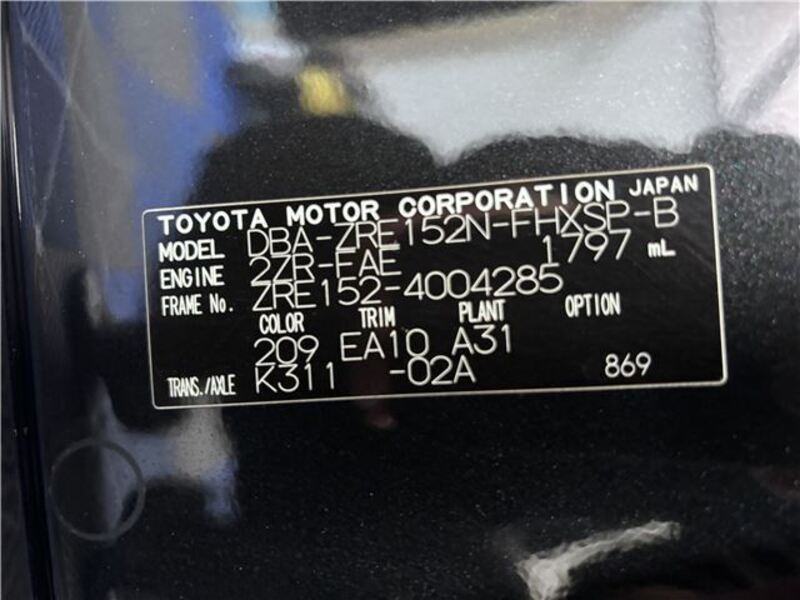 TOYOTA MOTOR CORPORATION JAPAN
MODEL DBA-ZRE152N-FHXSP-B
ENGINE 2ZR-FAE 1797 mL
FRAME No. ZRE152-4004285
COLOR TRIM PLANT OPTION
209 EA10 A31
TRANS./AXLE K311 -02A 869